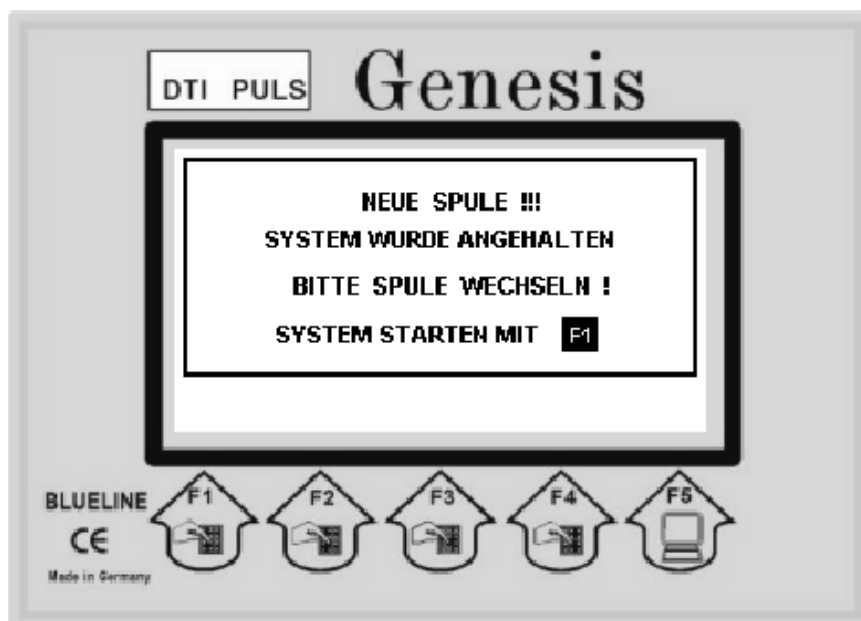 DTI PULS
Genesis
NEUE SPULE !!!
SYSTEM WURDE ANGEHALTEN
BITTE SPULE WECHSELN !
SYSTEM STARTEN MIT F1
F1 F2 F3 F4 F5
BLUELINE
CE
Made in Germany